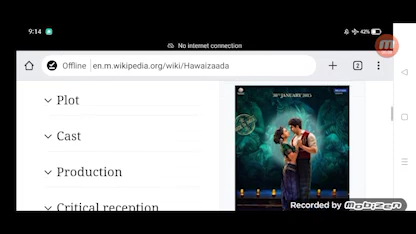 9:14
42%
No internet connection
Offline
en.m.wikipedia.org/wiki/Hawaizaada
2
Plot
Cast
Production
Critical reception
30TH JANUARY 2015
Recorded by mobizen